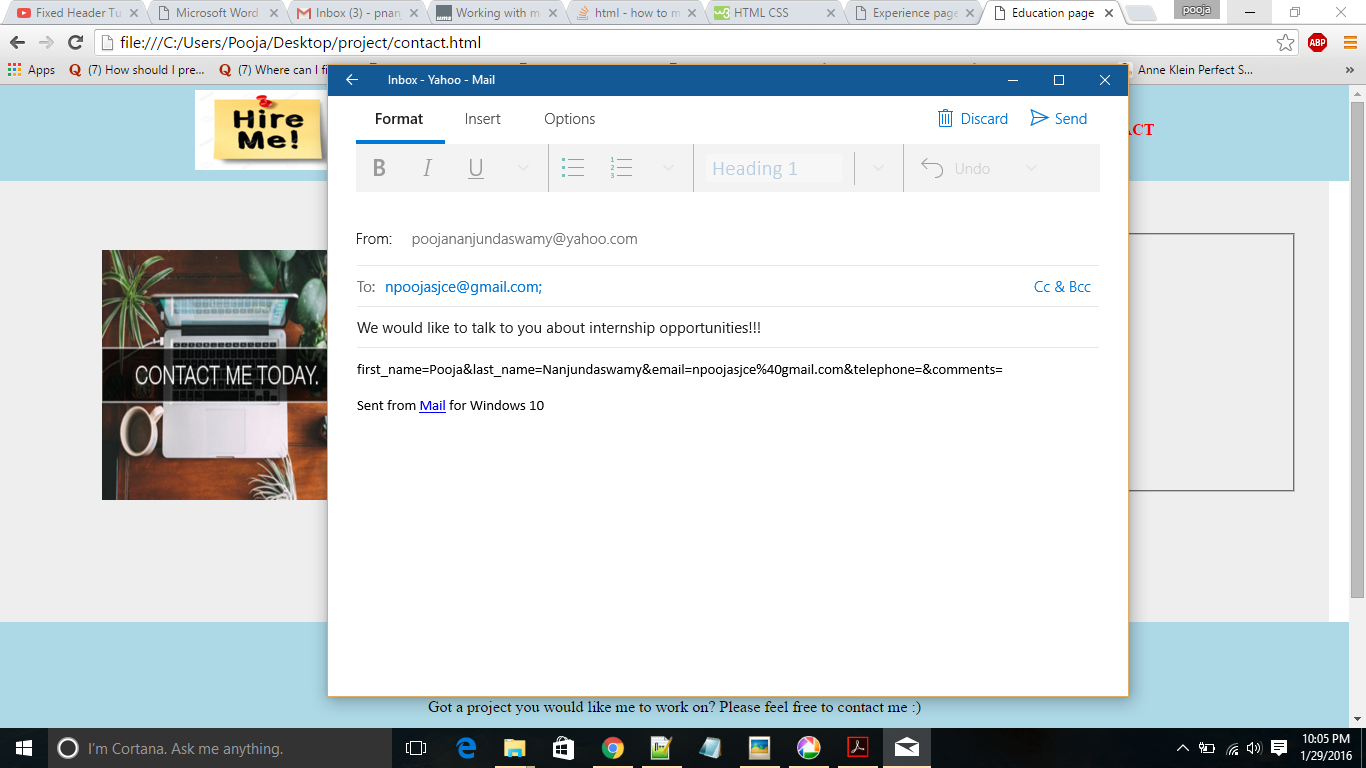 Fixed Header Tu
Microsoft Word
Inbox (3) - pnan
Working with m
html - how to m
HTML CSS
Experience page
Education page
pooja
file:///C:/Users/Pooja/Desktop/project/contact.html
ABP
Apps
(7) How should I pre...
(7) Where can I fi
Anne Klein Perfect S...
»
Hire
Me!
ACT
CONTACT ME TODAY.
Inbox - Yahoo - Mail
Format
Insert
Options
Discard
Send
B
I
U
Heading 1
Undo
From: poojananjundaswamy@yahoo.com
To: npoojasjce@gmail.com;
Cc & Bcc
We would like to talk to you about internship opportunities!!!
first_name=Pooja&last_name=Nanjundaswamy&email=npoojasjce%40gmail.com&telephone=&comments=
Sent from Mail for Windows 10
Got a project you would like me to work on? Please feel free to contact me :)
I'm Cortana. Ask me anything.
10:05 PM
1/29/2016